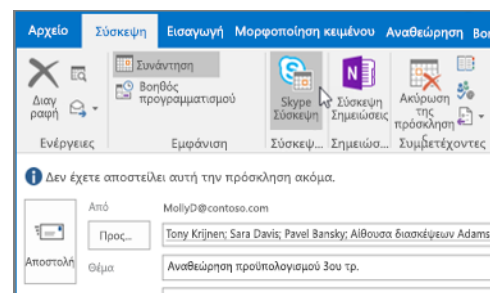 Αρχείο Σύσκεψη Εισαγωγή Μορφοποίηση κειμένου Αναθεώρηση
Συνάντηση
Βοηθός προγραμματισμού
Διαγραφή
Skype Σύσκεψη
Σύσκεψη Σημειώσεις
Ακύρωση της πρόσκληση
Ενέργειες Εμφάνιση Σύσκεψ... Σημειώσ... Συμμετέχοντες
Δεν έχετε αποστείλει αυτή την πρόσκληση ακόμα.
Από MollyD@contoso.com
Προς... Tony Krijnen; Sara Davis; Pavel Bansky; Αίθουσα διασκέψεων Adams
Αποστολή
Θέμα Αναθεώρηση προϋπολογισμού 3ου τρ.